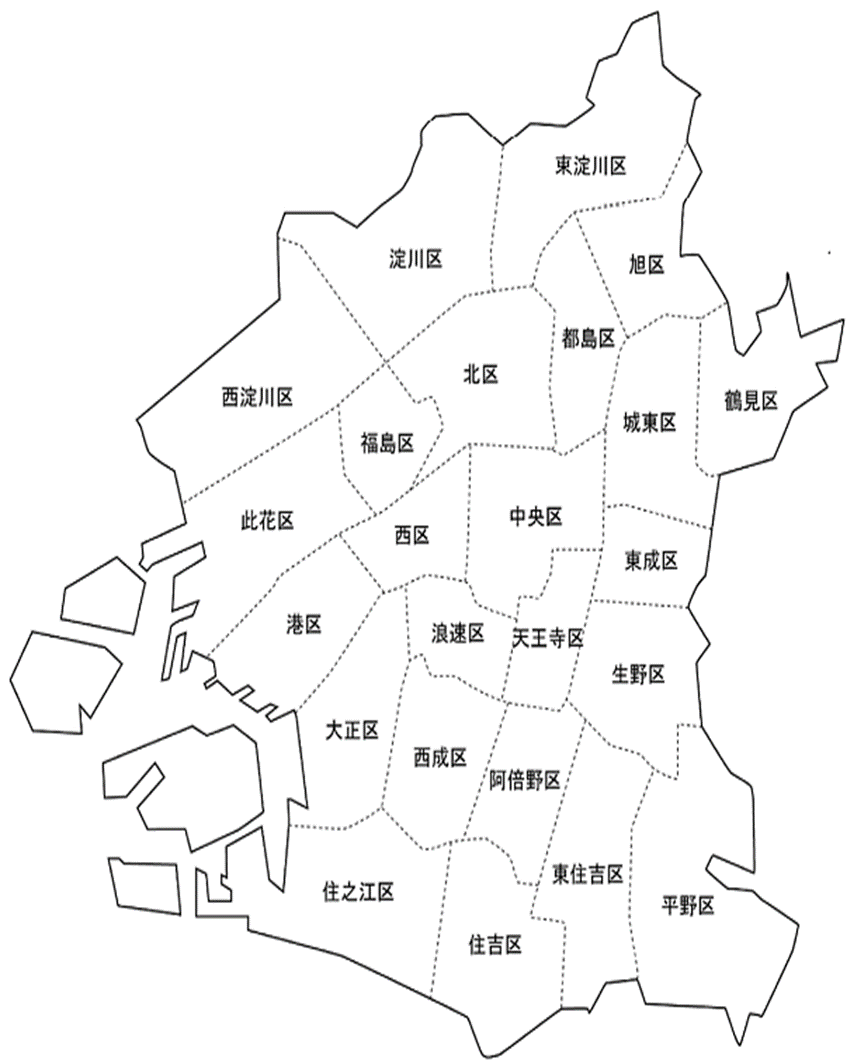 東淀川区
淀川区
旭区
都島区
北区
西淀川区
鶴見区
城東区
福島区
中央区
此花区
西区
東成区
港区
浪速区
天王寺区
生野区
大正区
西成区
阿倍野区
東住吉区
住之江区
平野区
住吉区